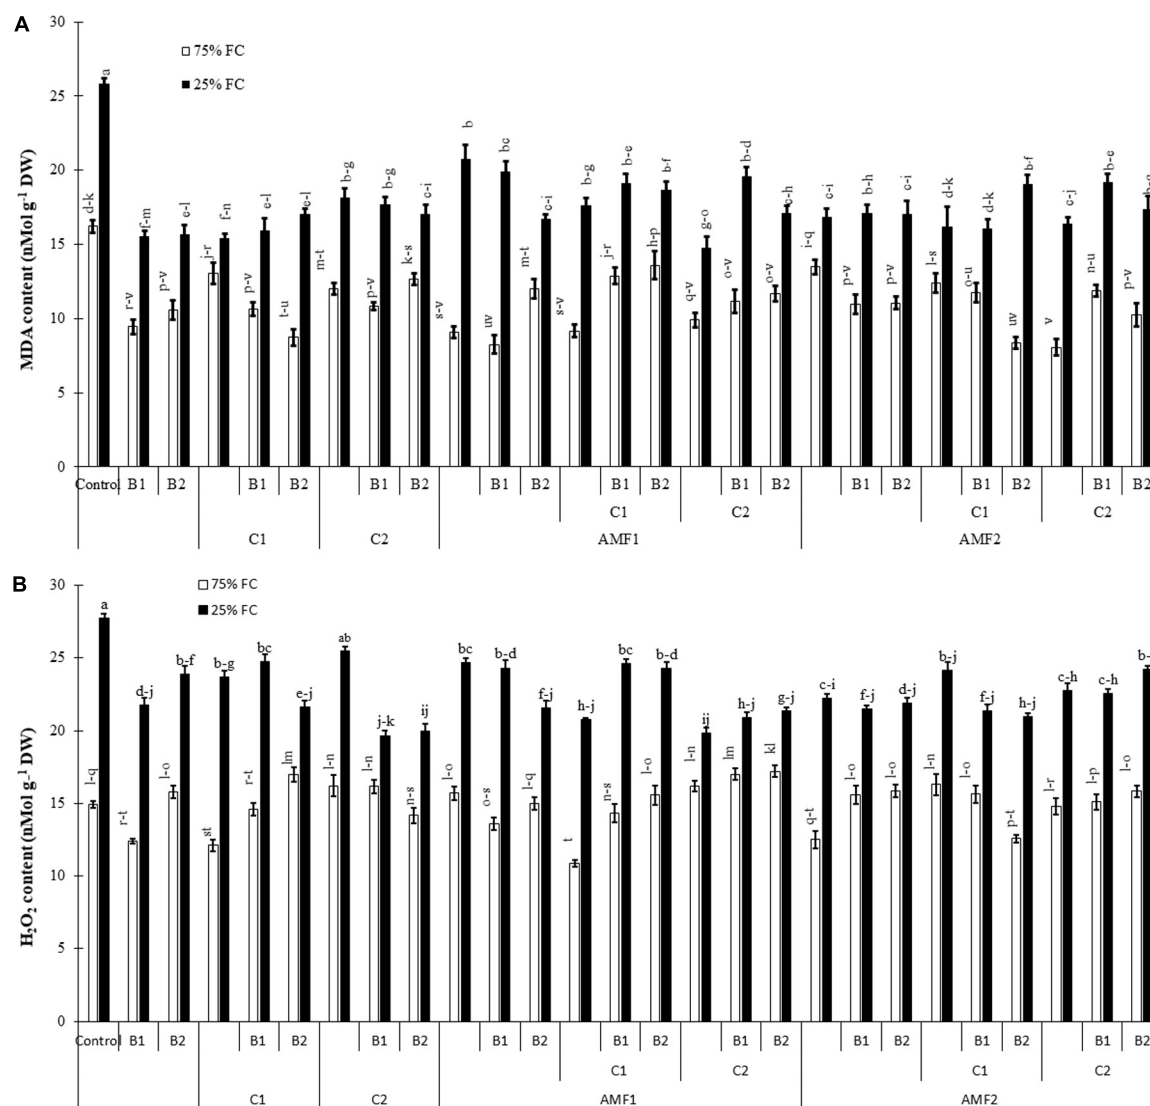 A
30
75% FC
25% FC
a
25
b
bc
b-g
b-g
b-g
b-e
b-f
b-d
b-f
b-e
20
d-k
f-m
e-l
f-n
e-l
e-l
c-i
c-i
c-h
c-i
b-h
c-i
d-k
d-k
c-j
15
r-v
p-v
j-r
p-v
t-u
m-t
p-v
k-s
s-v
uv
m-t
s-v
j-r
h-p
q-v
g-o
o-v
o-v
i-q
p-v
p-v
l-s
o-u
uv
v
n-u
p-v
10
5
0
MDA content (nMol g-1 DW)
Control B1 B2 B1 B2 B1 B2 B1 B2 B1 B2 B1 B2 B1 B2 B1 B2 B1 B2
C1 C2 C1 C2
C1 C2 AMF1 AMF2
B
30
75% FC
25% FC
a
25
b-g
bc
ab
bc
b-d
bc
b-d
b-j
d-j
b-f
e-j
j-k
ij
f-j
h-j
ij
h-j
g-j
c-i
f-j
d-j
f-j
h-j
c-h
c-h
20
l-q
r-t
l-o
st
r-t
lm
l-n
l-n
n-s
l-o
o-s
l-q
t
n-s
l-o
l-n
lm
kl
q-t
l-o
l-o
l-n
l-o
p-t
l-r
l-p
l-o
15
10
5
0
H2O2 content (nMol g-1 DW)
Control B1 B2 B1 B2 B1 B2 B1 B2 B1 B2 B1 B2 B1 B2 B1 B2 B1 B2
C1 C2 C1 C2
C1 C2 AMF1 AMF2